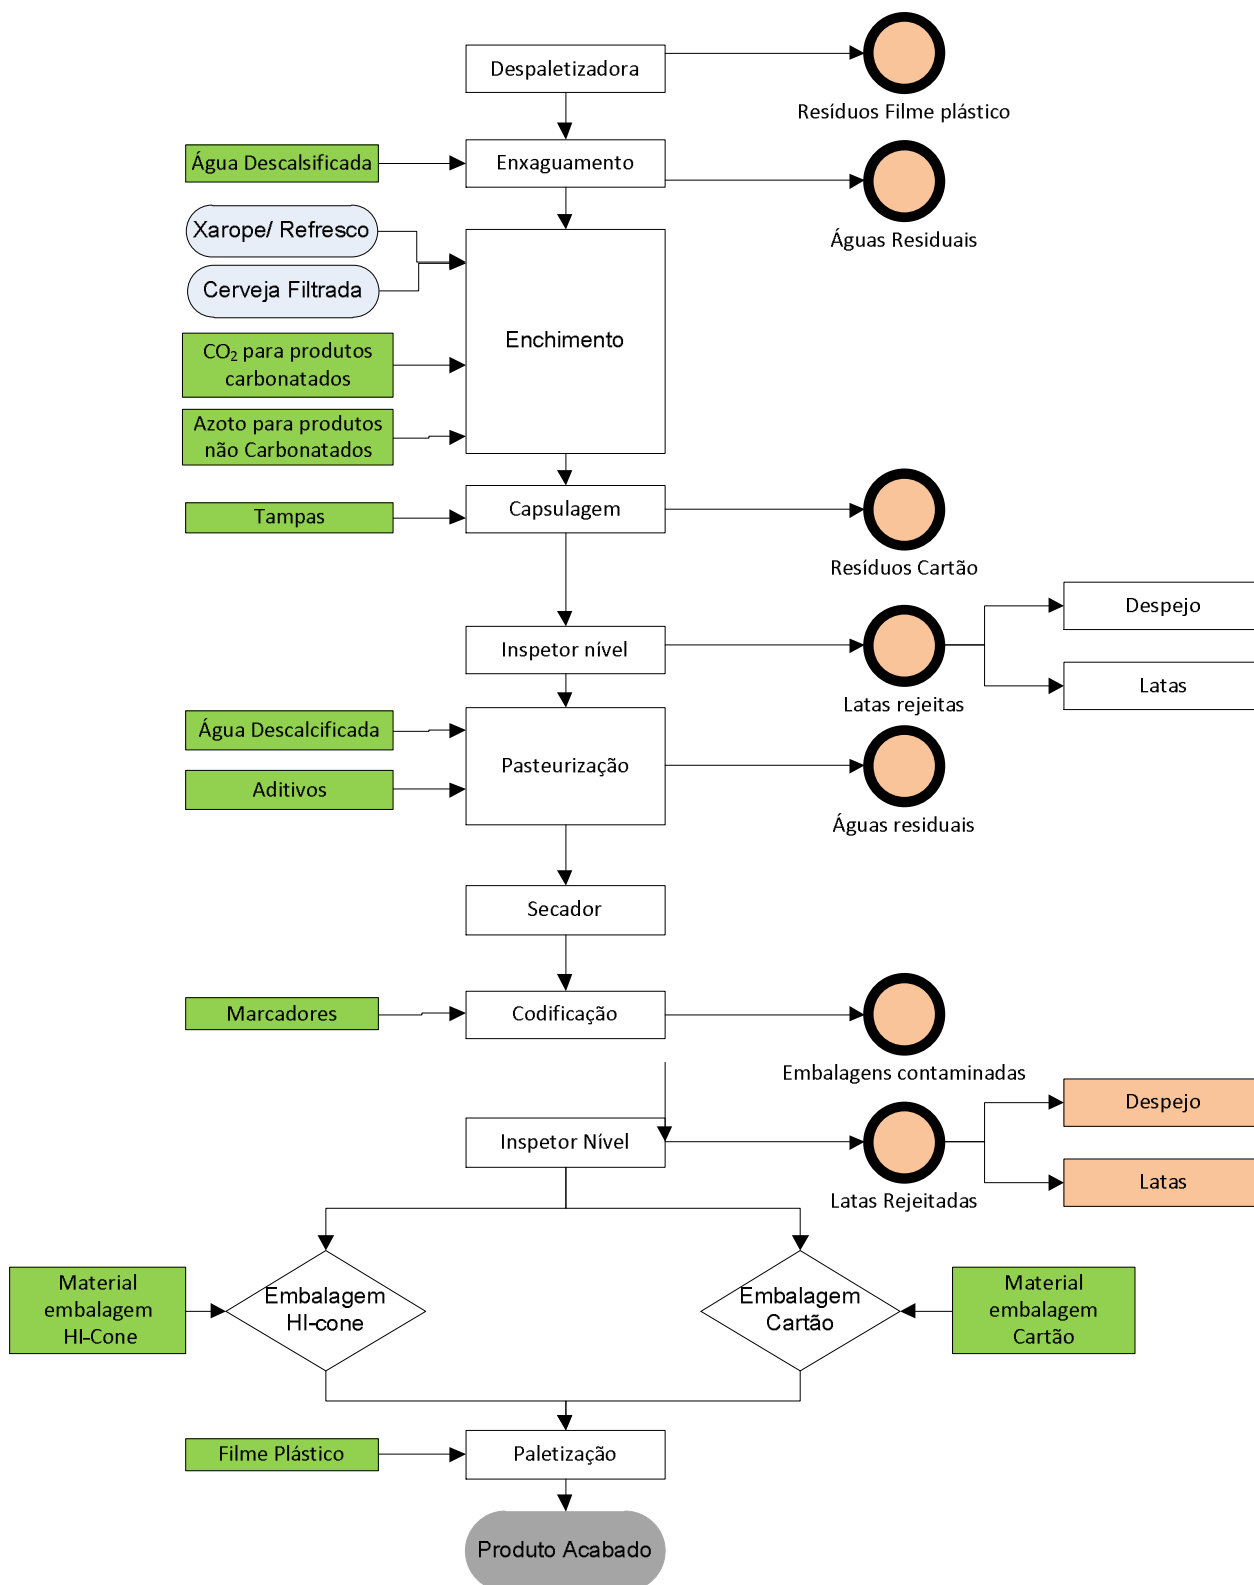 Despaletizadora
Resíduos Filme plástico
Água Descalsificada
Enxaguamento
Águas Residuais
Xarope/ Refresco
Cerveja Filtrada
Enchimento
CO₂ para produtos
carbonatados
Azoto para produtos
não Carbonatados
Tampas
Capsulagem
Resíduos Cartão
Despejo
Inspetor nível
Latas rejeitas
Latas
Água Descalcificada
Pasteurização
Aditivos
Águas residuais
Secador
Marcadores
Codificação
Embalagens contaminadas
Despejo
Inspetor Nível
Latas Rejeitadas
Latas
Material
embalagem
HI-Cone
Embalagem
HI-cone
Embalagem
Cartão
Material
embalagem
Cartão
Filme Plástico
Paletização
Produto Acabado